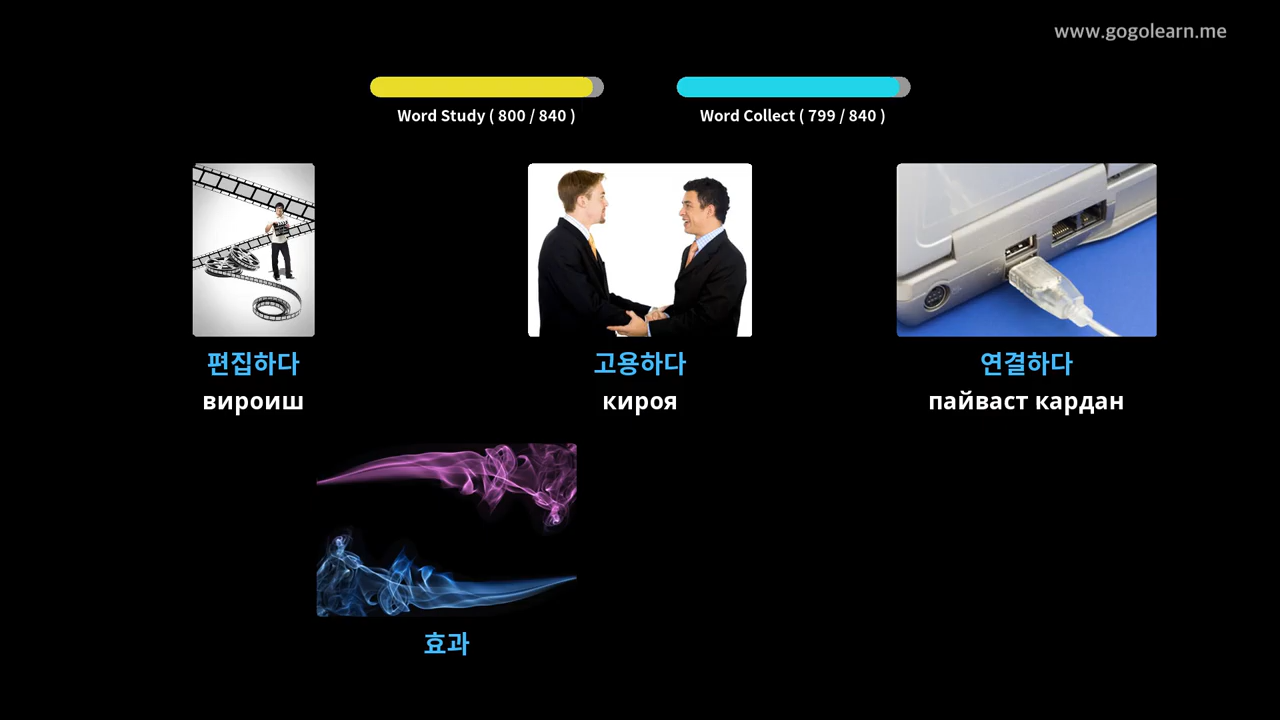 www.gogolearn.me
Word Study ( 800 / 840 )
Word Collect ( 799 / 840 )
편집하다
вироиш
고용하다
кироя
연결하다
пайваст кардан
효과